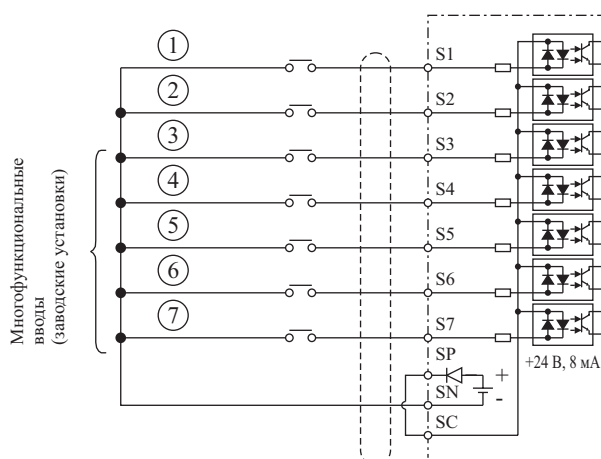 1
S1
2
S2
3
S3
4
S4
5
S5
6
S6
7
S7
Многофункциональные
вводы
(заводские установки)
SP
+
+24 В, 8 мА
SN
-
SC